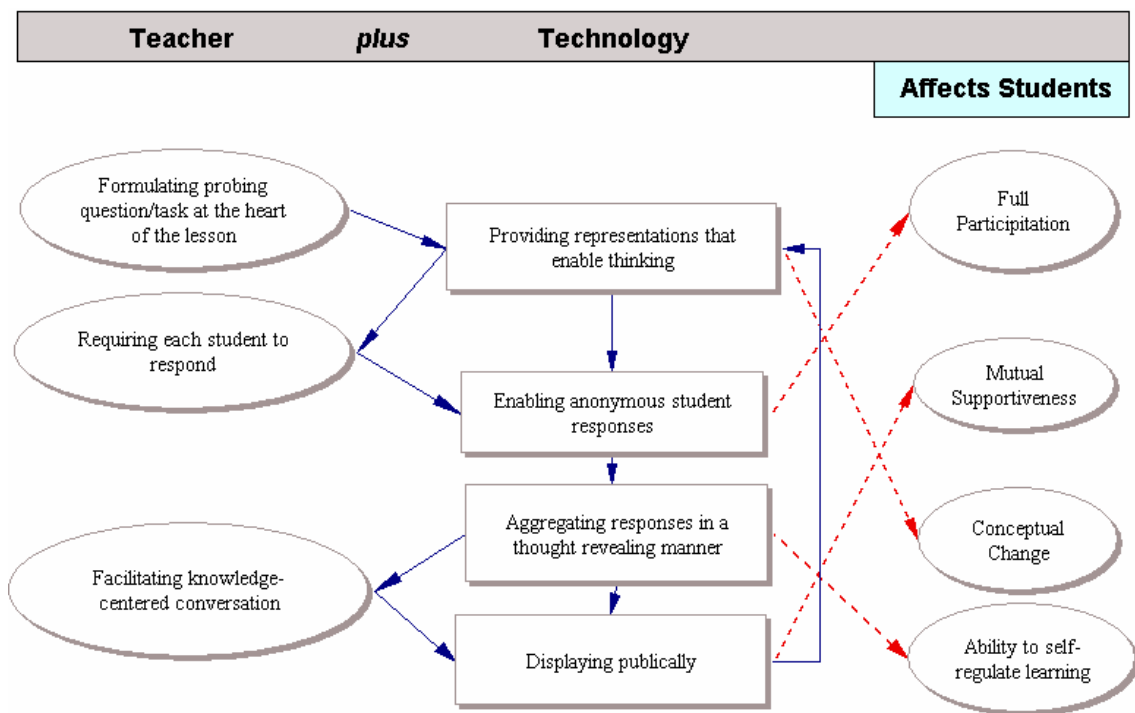 Teacher plus Technology
Affects Students
Formulating probing
question/task at the heart
of the lesson
Providing representations that
enable thinking
Full
Participitation
Requiring each student to
respond
Enabling anonymous student
responses
Mutual
Supportiveness
Aggregating responses in a
thought revealing manner
Conceptual
Change
Facilitating knowledge-
centered conversation
Displaying publically
Ability to self-
regulate learning